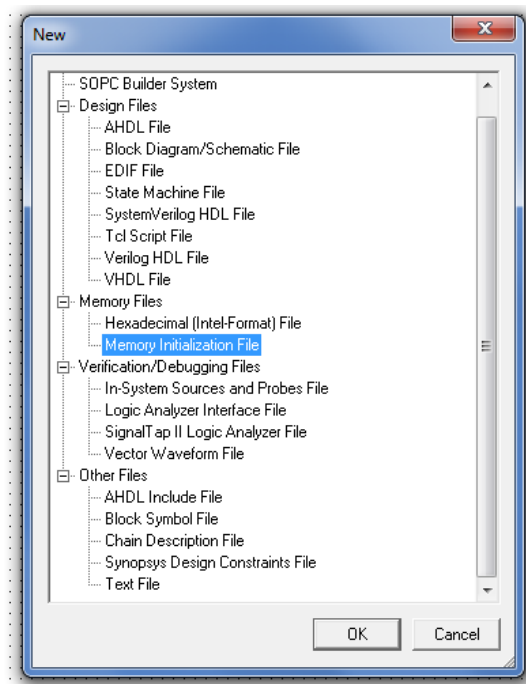 New
SOPC Builder System
Design Files
AHDL File
Block Diagram/Schematic File
EDIF File
State Machine File
SystemVerilog HDL File
Tcl Script File
Verilog HDL File
VHDL File
Memory Files
Hexadecimal (Intel-Format) File
Memory Initialization File
Verification/Debugging Files
In-System Sources and Probes File
Logic Analyzer Interface File
SignalTap II Logic Analyzer File
Vector Waveform File
Other Files
AHDL Include File
Block Symbol File
Chain Description File
Synopsys Design Constraints File
Text File
OK Cancel